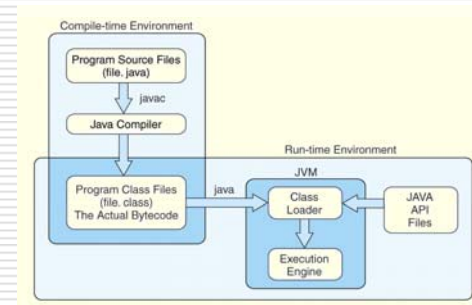 Compile-time Environment
Program Source Files
(file. java)
javac
Java Compiler
Run-time Environment
JVM
Program Class Files
(file. class)
The Actual Bytecode
java
Class
Loader
JAVA
API
Files
Execution
Engine